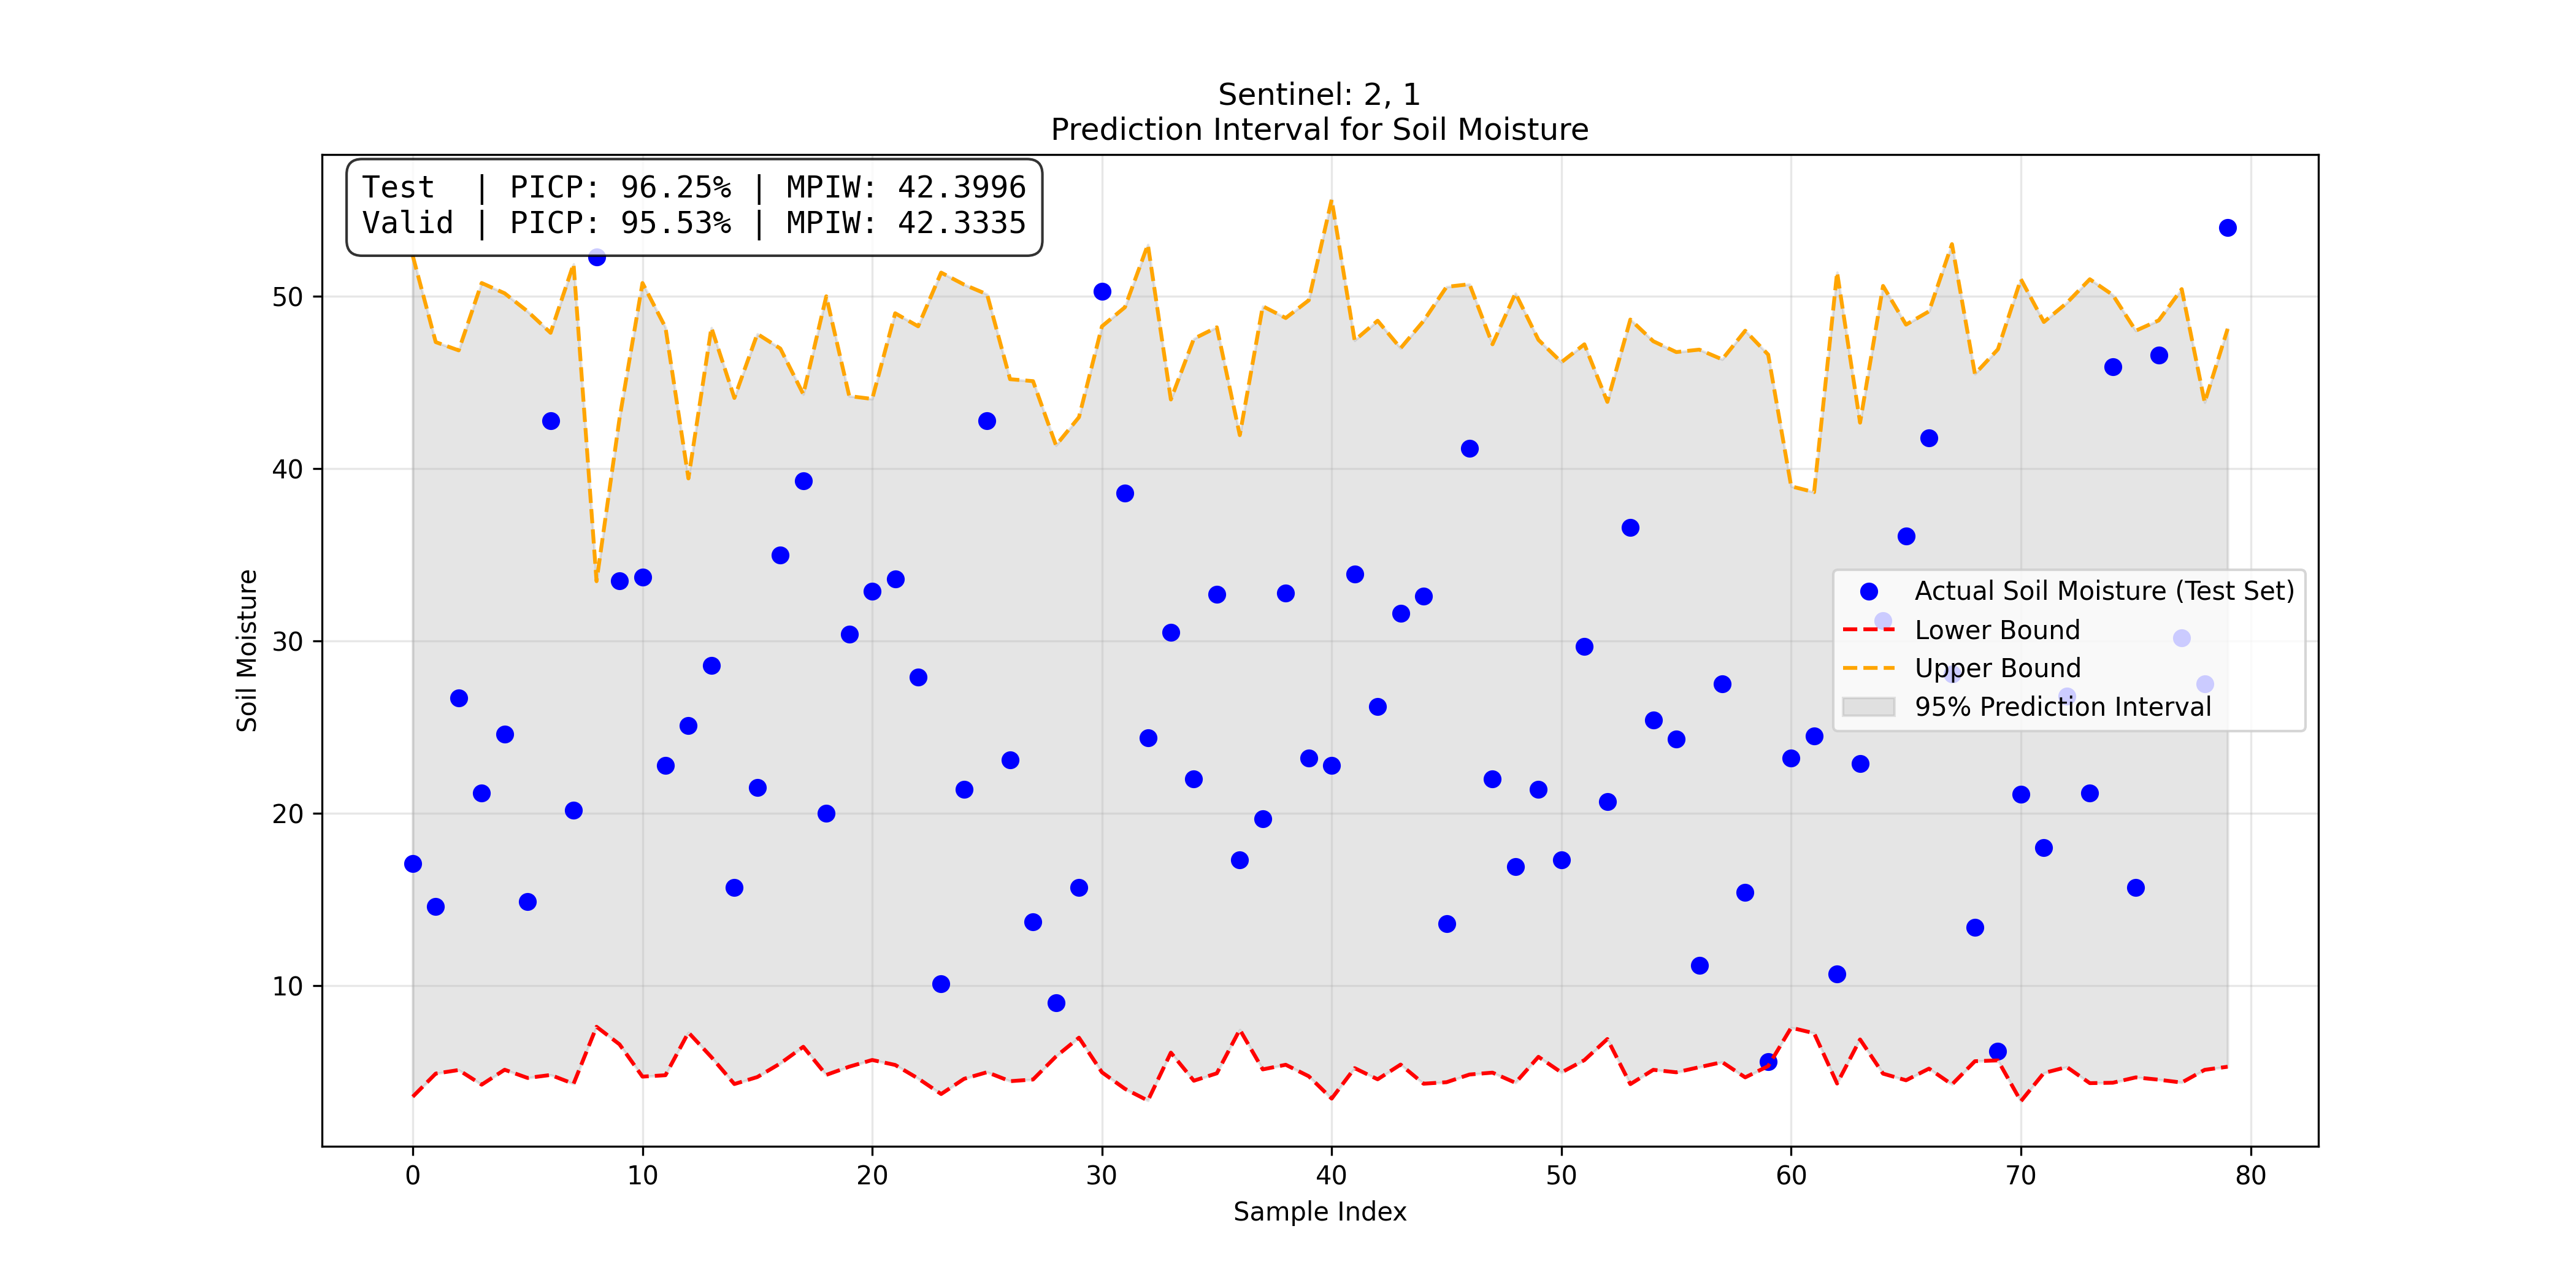 Sentinel: 2, 1
Prediction Interval for Soil Moisture
Test  | PICP: 96.25% | MPIW: 42.3996
Valid | PICP: 95.53% | MPIW: 42.3335
50
40
30
20
10
Soil Moisture
Actual Soil Moisture (Test Set)
Lower Bound
Upper Bound
95% Prediction Interval
0 10 20 30 40 50 60 70 80
Sample Index